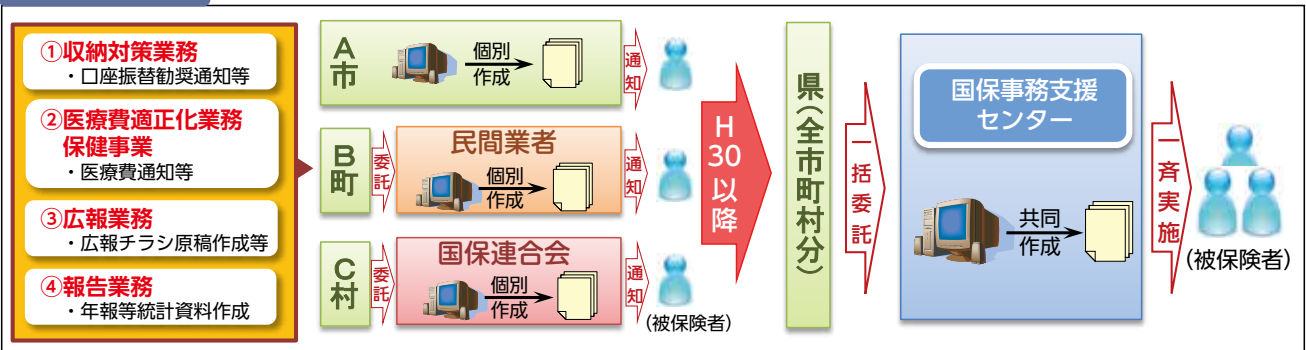 ①収納対策業務
・口座振替勧奨通知等
②医療費適正化業務
保健事業
・医療費通知等
③広報業務
・広報チラシ原稿作成等
④報告業務
・年報等統計資料作成
A市
個別
作成
通知
B町
委託
民間業者
個別
作成
通知
C村
委託
国保連合会
個別
作成
通知
(被保険者)
H30以降
県(全市町村分)
一括委託
国保事務支援
センター
共同
作成
一斉実施
(被保険者)